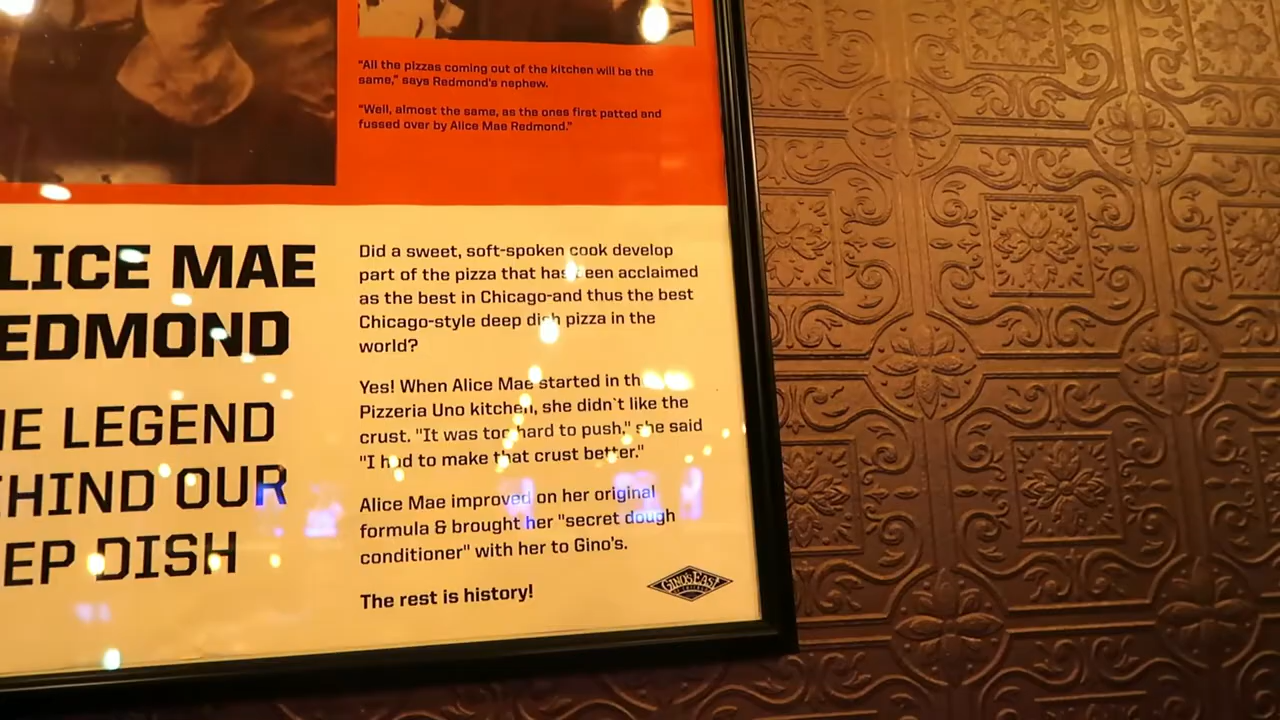 "All the pizzas coming out of the kitchen will be the
same," says Redmond's nephew.
"Well, almost the same, as the ones first patted and
fussed over by Alice Mae Redmond."
LICE MAE
EDMOND
HE LEGEND
EHIND OUR
EEP DISH
Did a sweet, soft-spoken cook develop
part of the pizza that has been acclaimed
as the best in Chicago-and thus the best
Chicago-style deep dish pizza in the
world?
Yes! When Alice Mae started in the
Pizzeria Uno kitchen, she didn`t like the
crust. "It was too hard to push," she said
"I had to make that crust better."
Alice Mae improved on her original
formula & brought her "secret dough
conditioner" with her to Gino's.
The rest is history!
GINO'S EAST